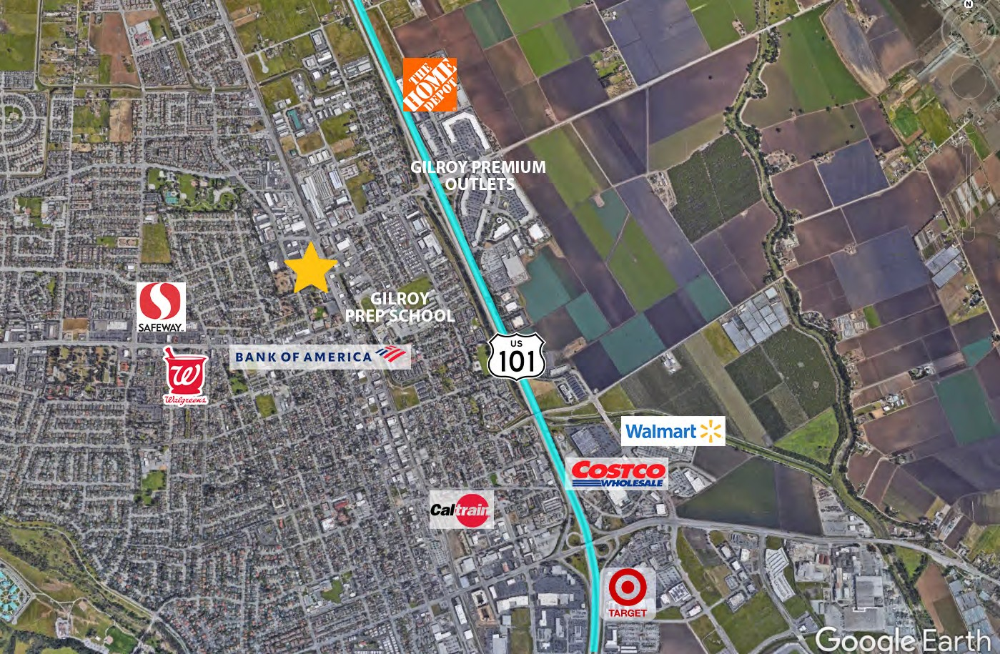 N
THE
HOME
DEPOT
GILROY PREMIUM
OUTLETS
SAFEWAY
GILROY
PREP SCHOOL
BANK OF AMERICA
US
101
Walgreens
Walmart
COSTCO
WHOLESALE
Caltrain
TARGET
Google Earth